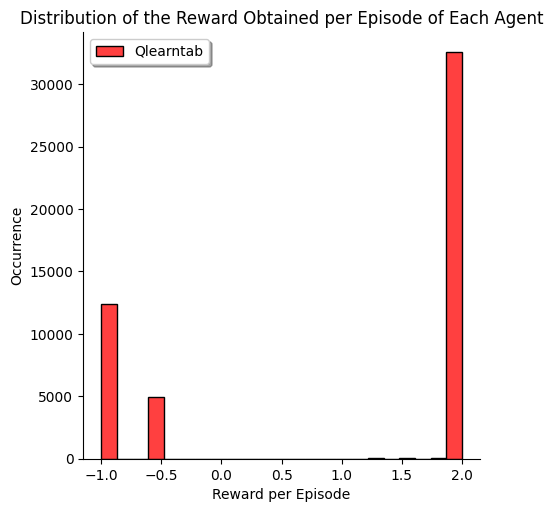 Distribution of the Reward Obtained per Episode of Each Agent
Qlearntab
30000
25000
20000
15000
10000
5000
0
Occurrence
−1.0 −0.5 0.0 0.5 1.0 1.5 2.0
Reward per Episode